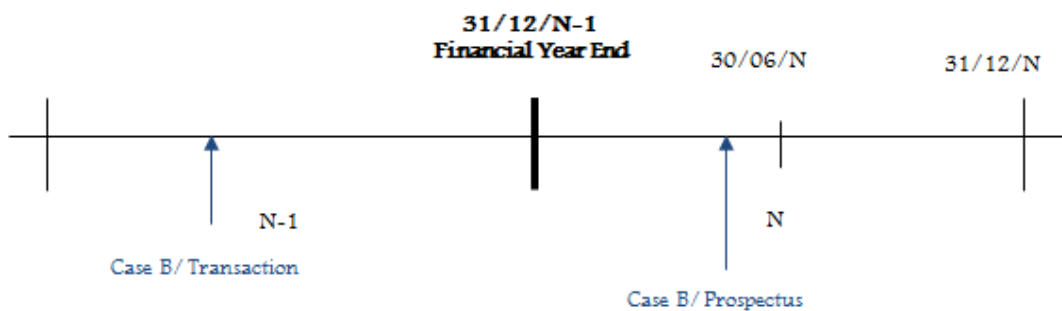 31/12/N-1
Financial Year End
30/06/N
31/12/N
N-1
N
Case B/ Transaction
Case B/ Prospectus